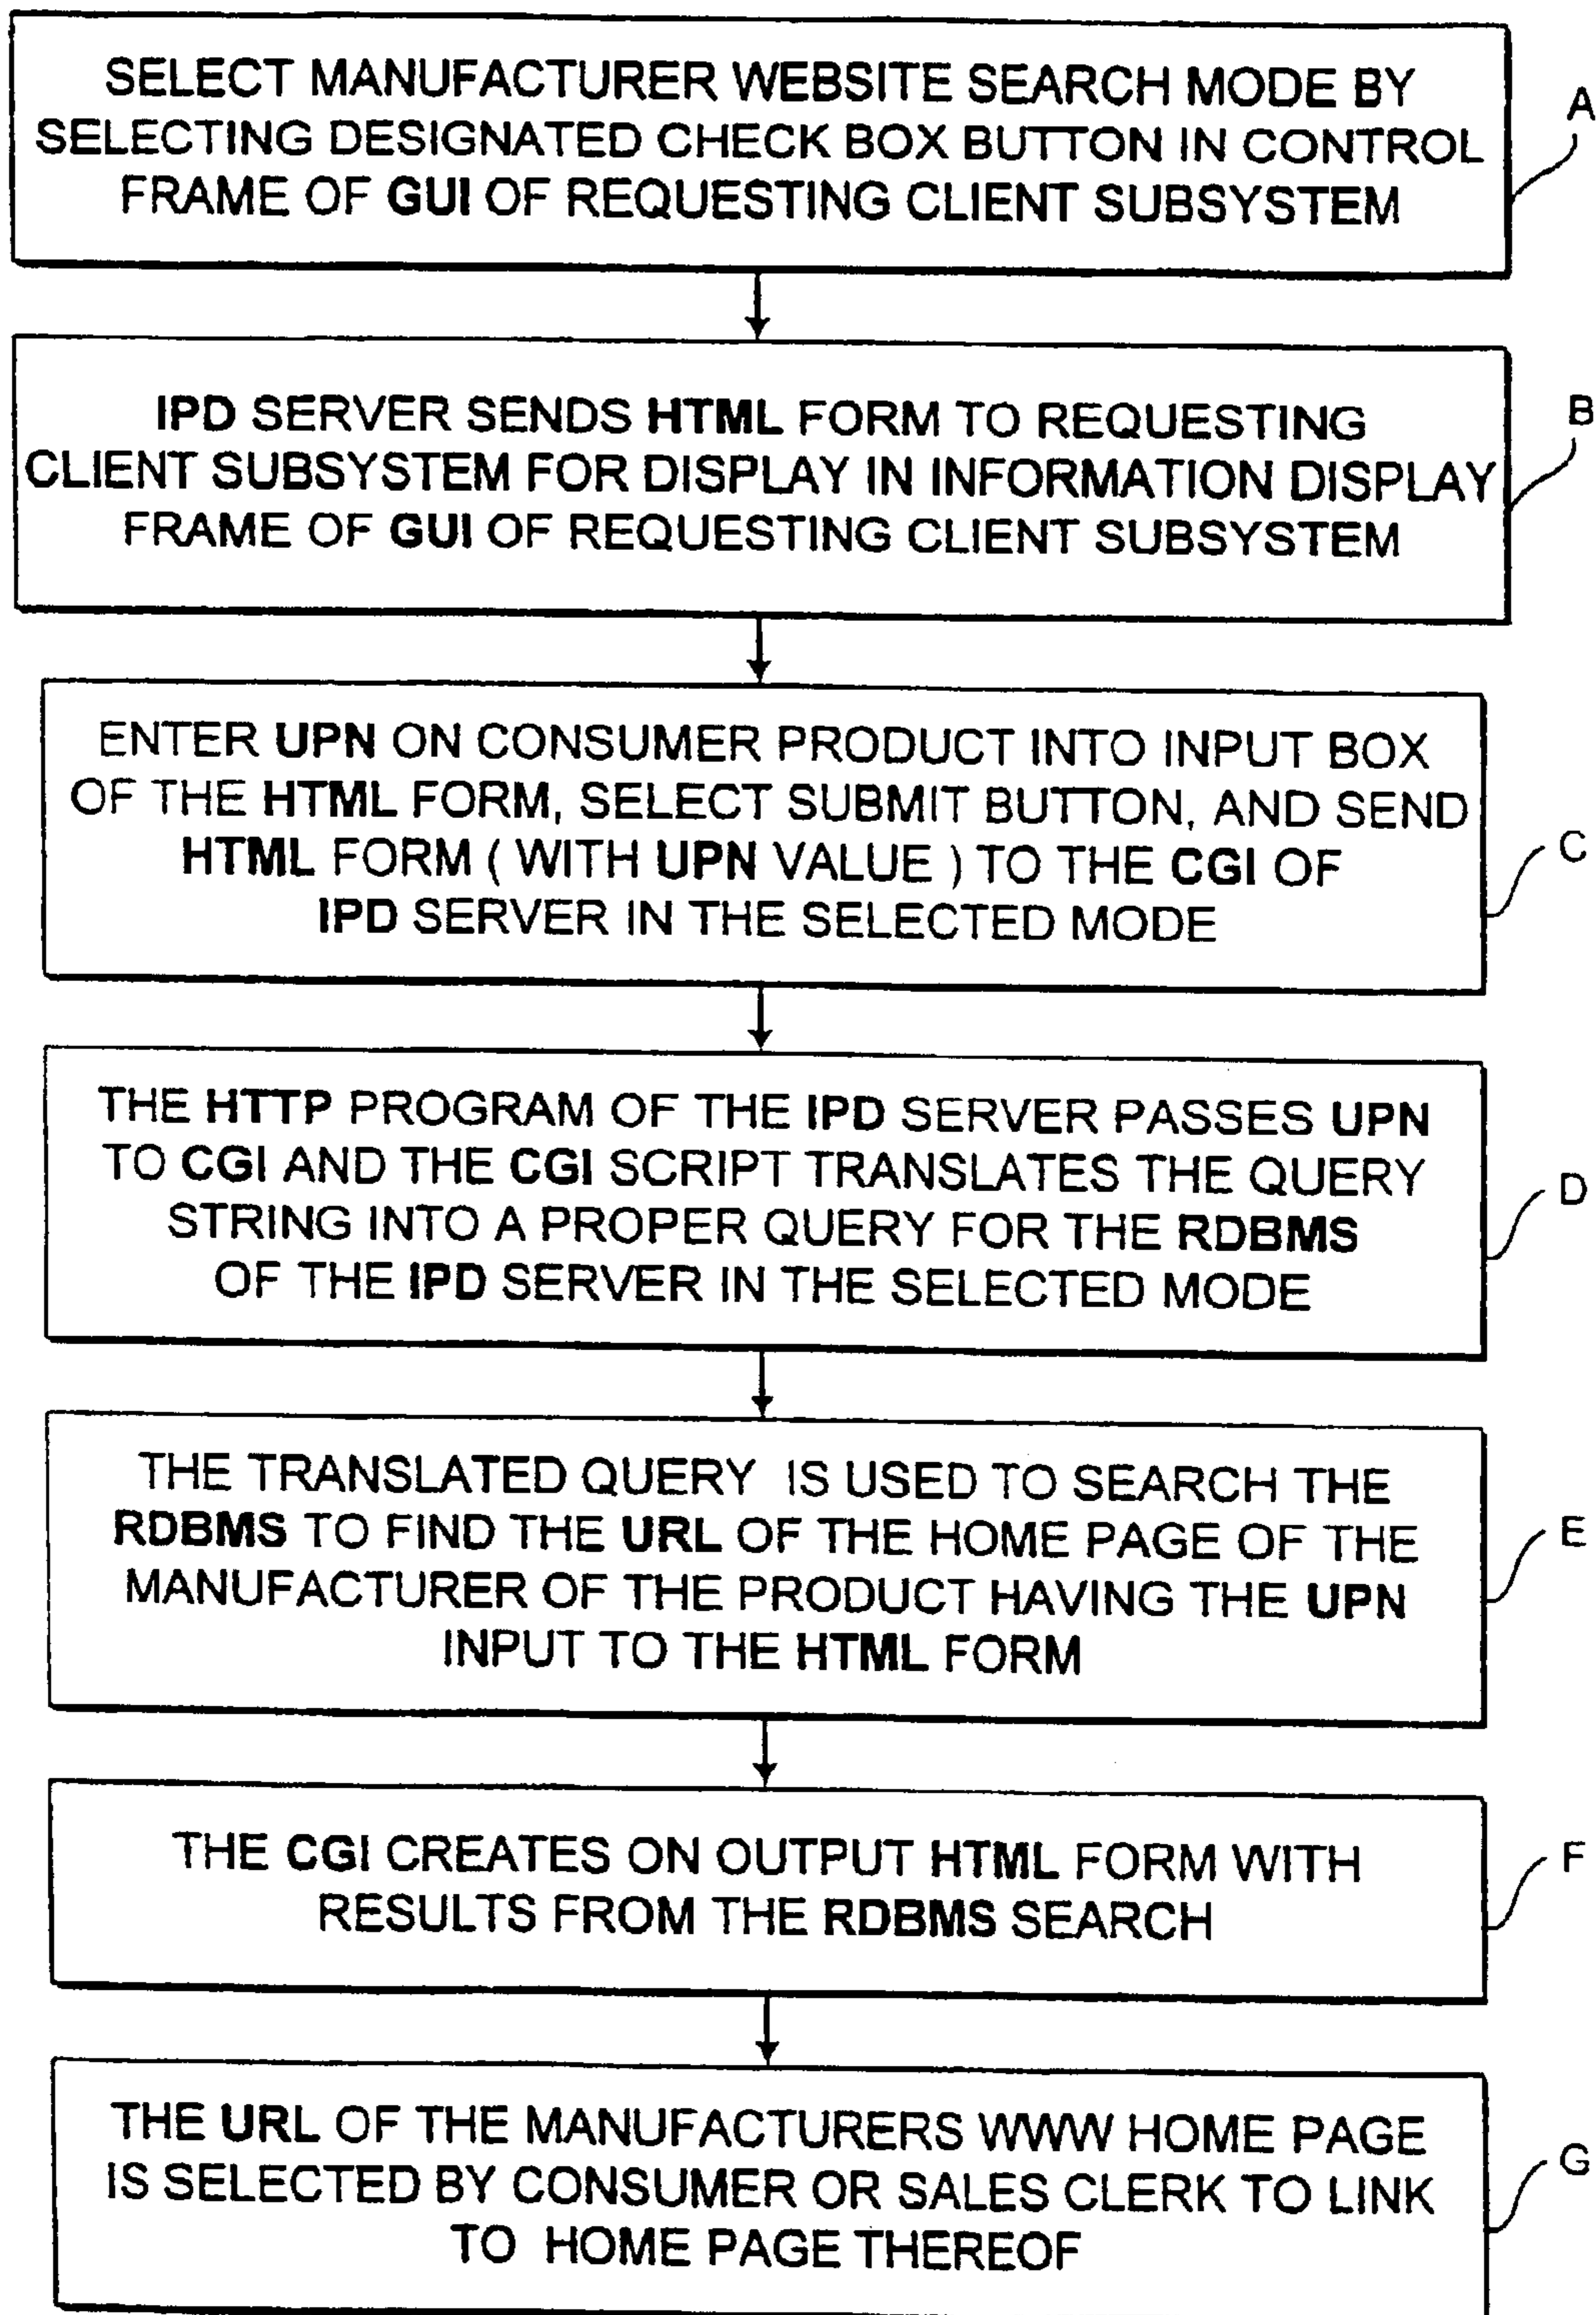 SELECT MANUFACTURER WEBSITE SEARCH MODE BY
SELECTING DESIGNATED CHECK BOX BUTTON IN CONTROL
FRAME OF GUI OF REQUESTING CLIENT SUBSYSTEM
A
IPD SERVER SENDS HTML FORM TO REQUESTING
CLIENT SUBSYSTEM FOR DISPLAY IN INFORMATION DISPLAY
FRAME OF GUI OF REQUESTING CLIENT SUBSYSTEM
B
ENTER UPN ON CONSUMER PRODUCT INTO INPUT BOX
OF THE HTML FORM, SELECT SUBMIT BUTTON, AND SEND
HTML FORM ( WITH UPN VALUE ) TO THE CGI OF
IPD SERVER IN THE SELECTED MODE
C
THE HTTP PROGRAM OF THE IPD SERVER PASSES UPN
TO CGI AND THE CGI SCRIPT TRANSLATES THE QUERY
STRING INTO A PROPER QUERY FOR THE RDBMS
OF THE IPD SERVER IN THE SELECTED MODE
D
THE TRANSLATED QUERY IS USED TO SEARCH THE
RDBMS TO FIND THE URL OF THE HOME PAGE OF THE
MANUFACTURER OF THE PRODUCT HAVING THE UPN
INPUT TO THE HTML FORM
E
THE CGI CREATES ON OUTPUT HTML FORM WITH
RESULTS FROM THE RDBMS SEARCH
F
THE URL OF THE MANUFACTURERS WWW HOME PAGE
IS SELECTED BY CONSUMER OR SALES CLERK TO LINK
TO HOME PAGE THEREOF
G